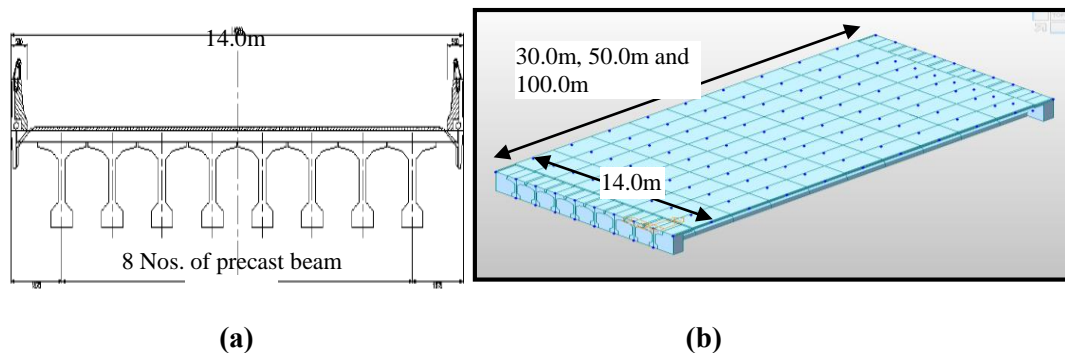 14.0m
8 Nos. of precast beam
(a)
30.0m, 50.0m and
100.0m
14.0m
(b)